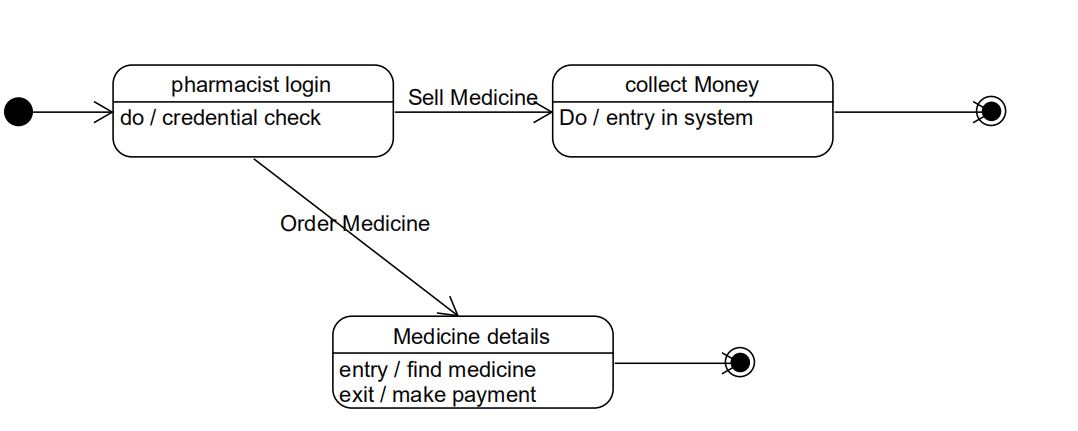 pharmacist login
do / credential check
Sell Medicine
collect Money
Do / entry in system
Order Medicine
Medicine details
entry / find medicine
exit / make payment